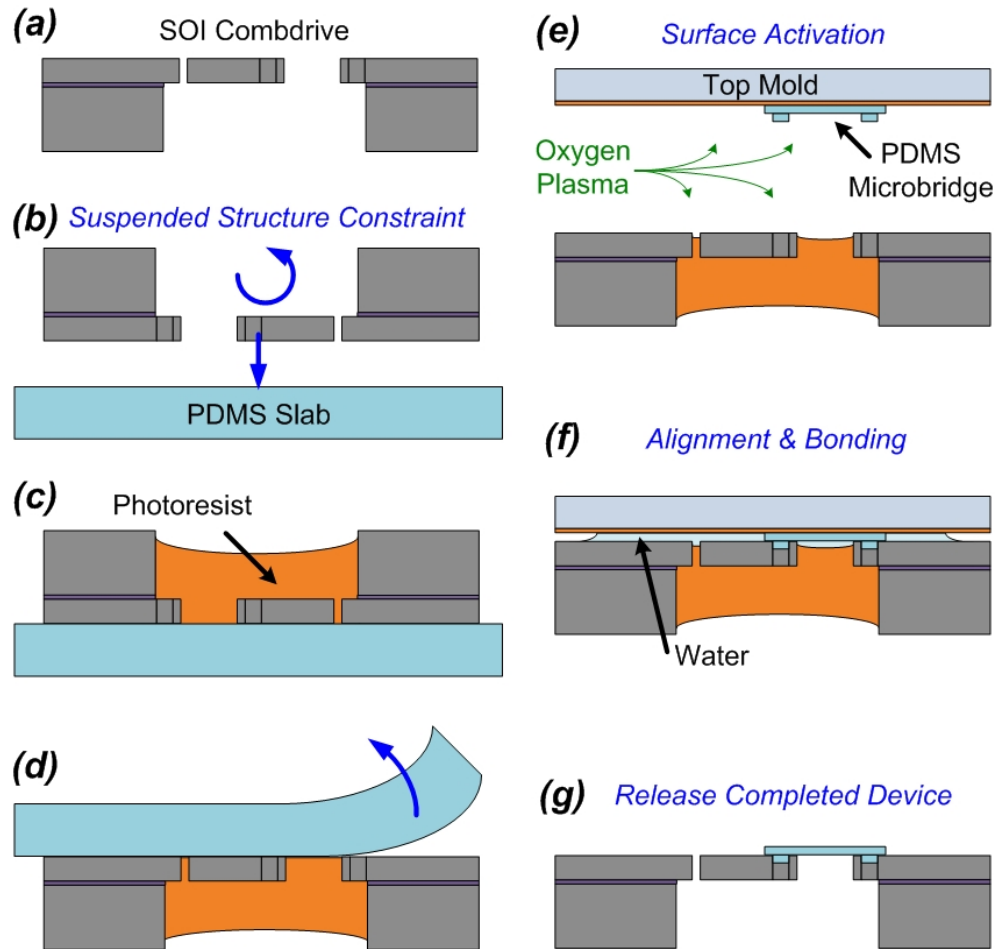 (a)
SOI Combdrive
(b) Suspended Structure Constraint
PDMS Slab
(c)
Photoresist
(d)
(e) Surface Activation
Top Mold
Oxygen
Plasma
PDMS
Microbridge
(f) Alignment & Bonding
Water
(g) Release Completed Device